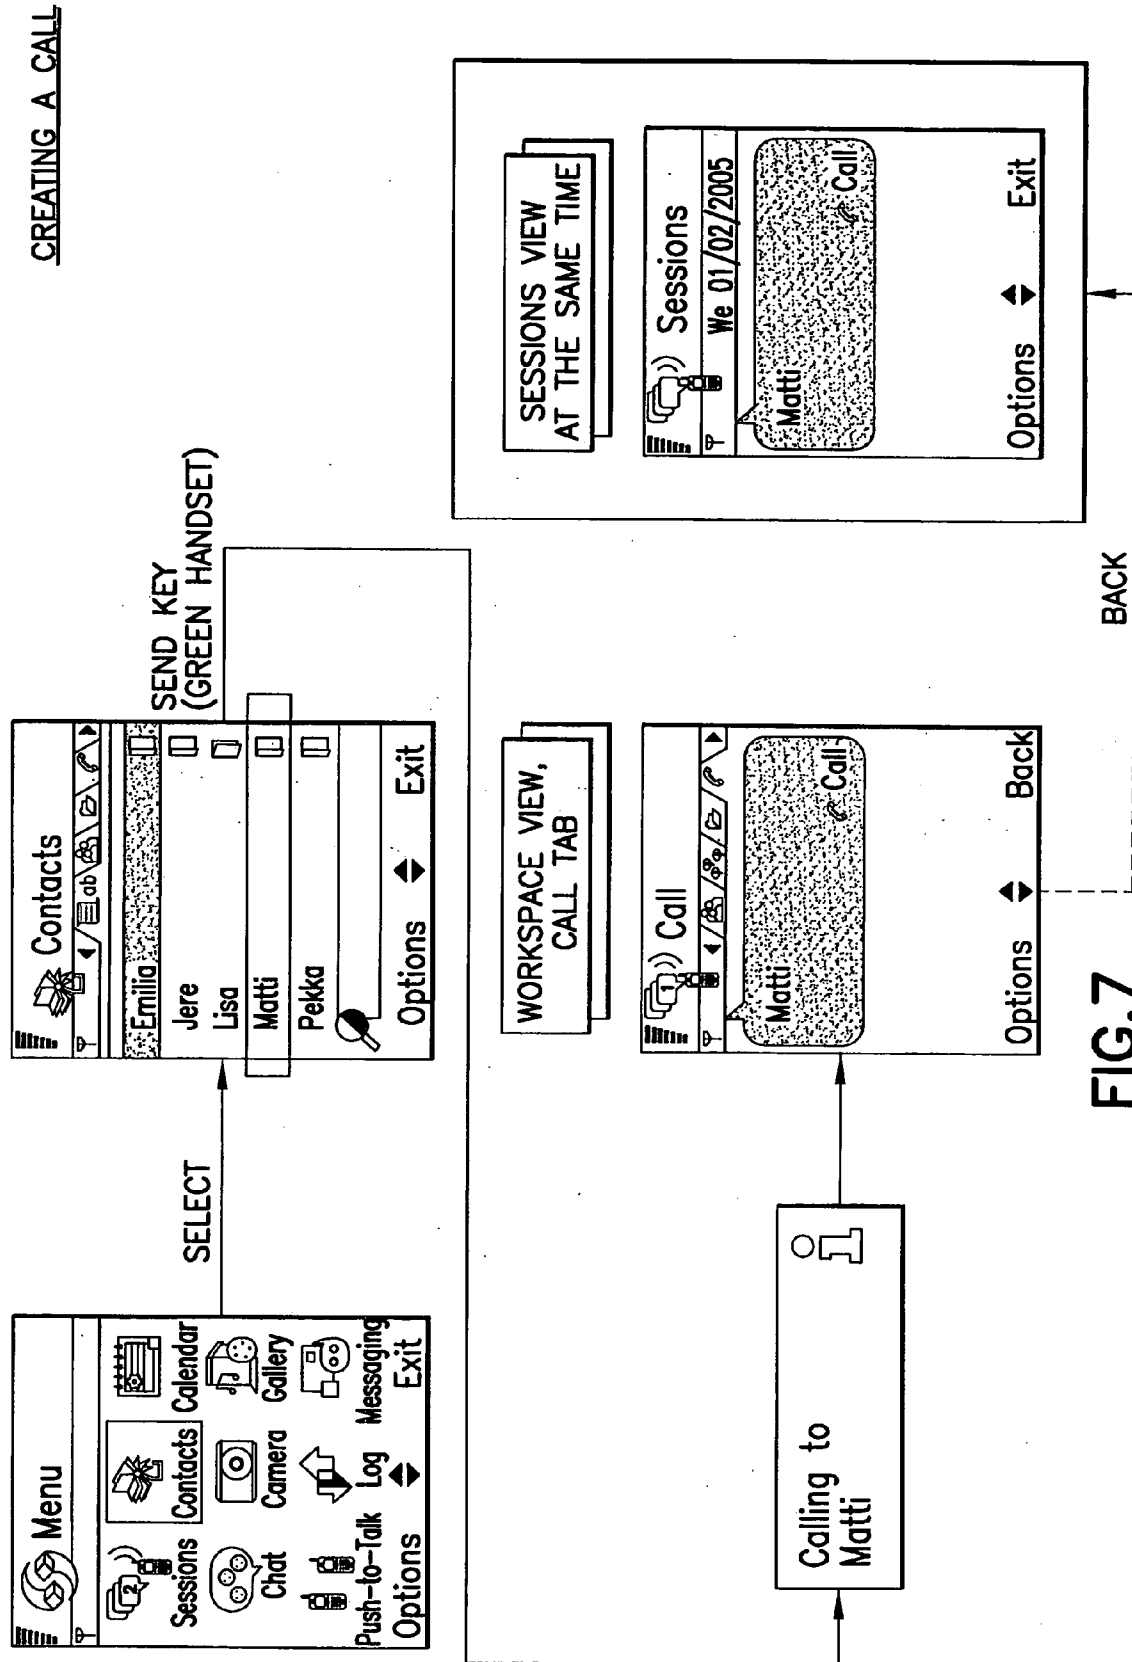 CREATING A CALL
Menu
Sessions Contacts Calendar
Chat Camera Gallery
Push-to-Talk Log Messaging
Options Exit
SELECT
Contacts
ab
Emilia
Jere
Lisa
Matti
Pekka
Options Exit
SEND KEY
(GREEN HANDSET)
Calling to
Matti
WORKSPACE VIEW,
CALL TAB
1 Call
Matti
Call
Options Back
SESSIONS VIEW
AT THE SAME TIME
Sessions
We 01/02/2005
Matti
Call
Options Exit
BACK
FIG.7